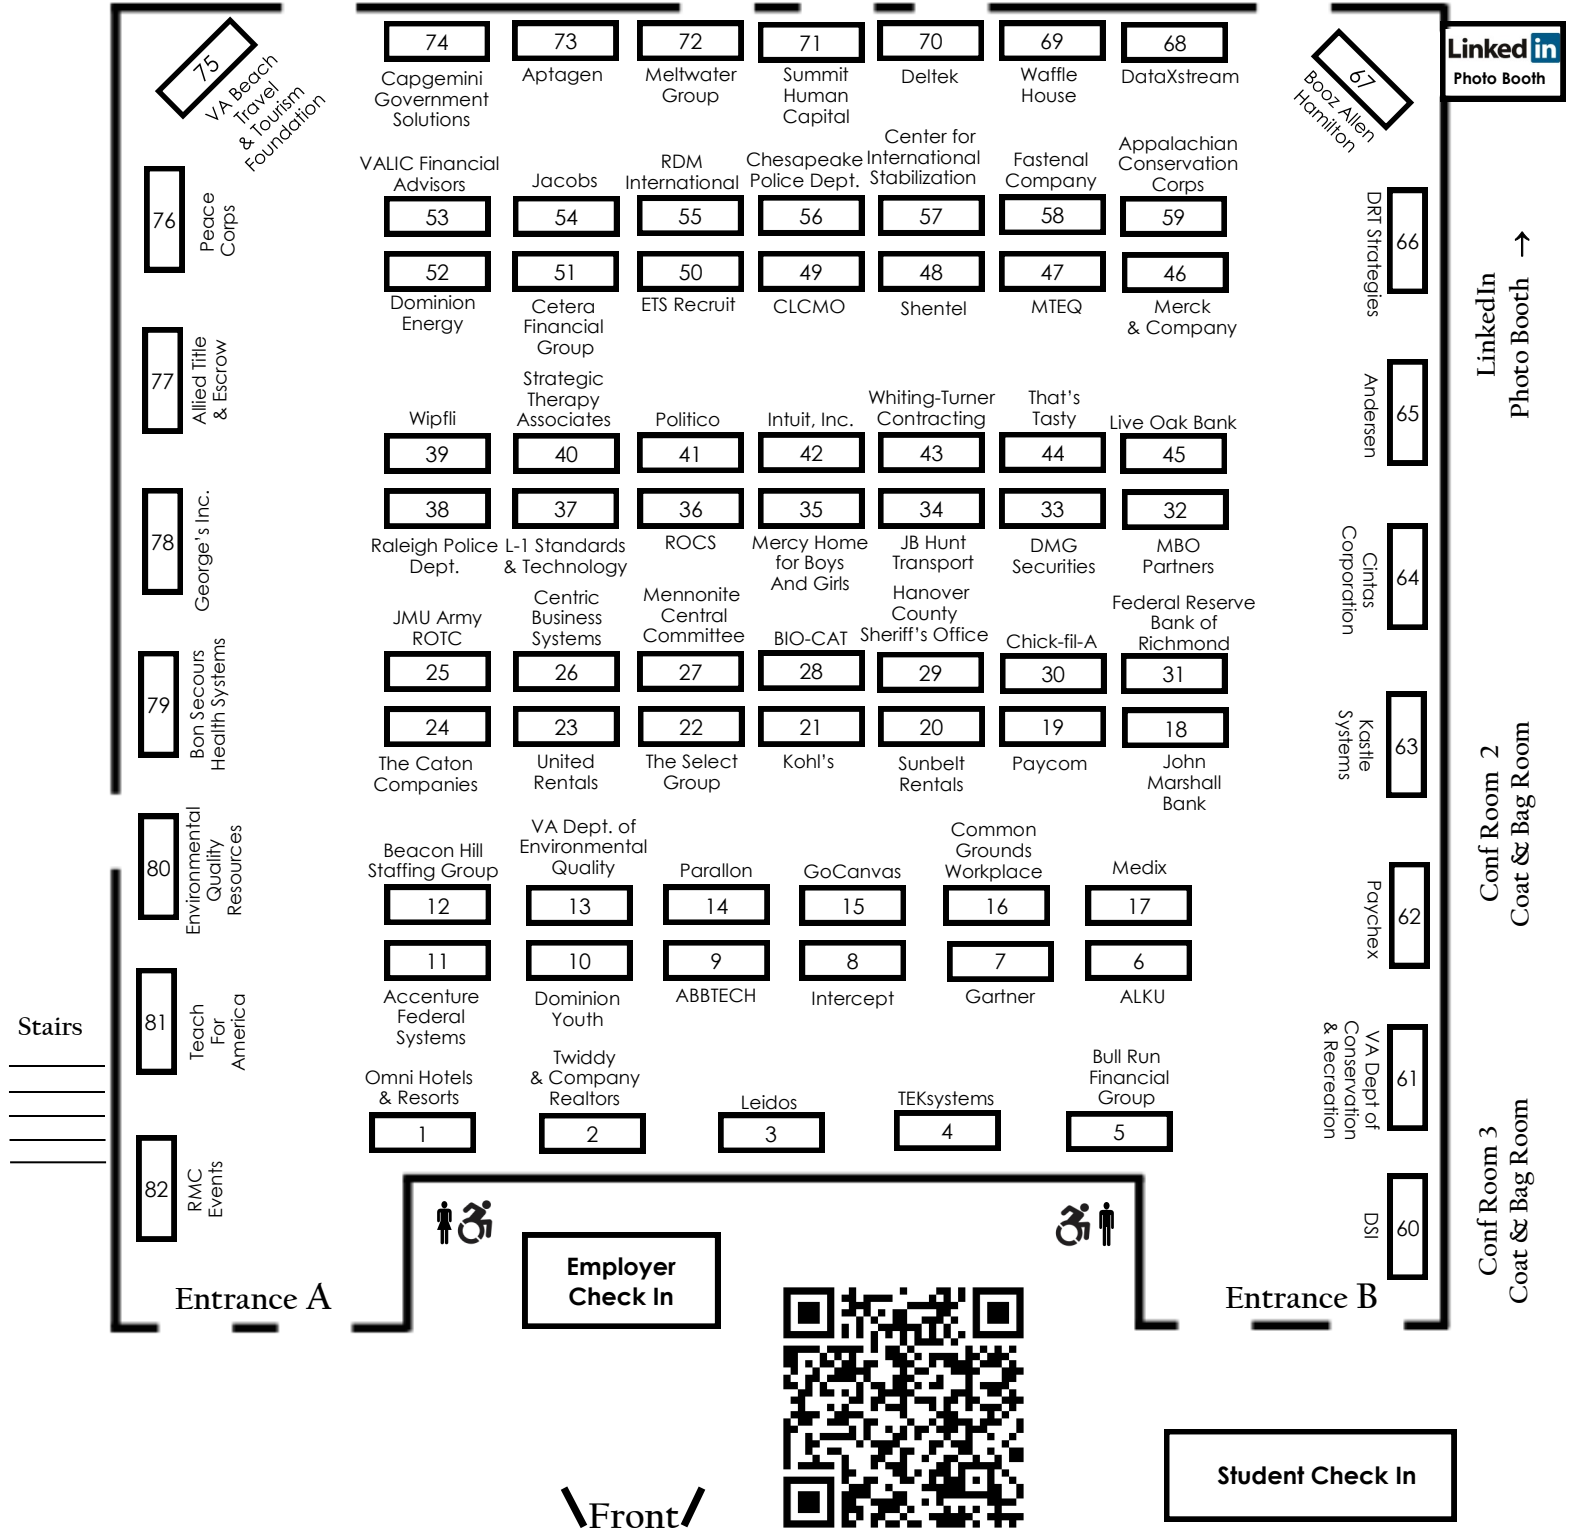 74
73
72
71
70
69
68
Capgemini
Government
Solutions
Aptagen
Meltwater
Group
Summit
Human
Capital
Deltek
Waffle
House
DataXstream
75
VA Beach
Travel
& Tourism
Foundation
67
Booz Allen
Hamilton
Linked in
Photo Booth
VALIC Financial
Advisors
Jacobs
RDM
International
Chesapeake
Police Dept.
Center for
International
Stabilization
Fastenal
Company
Appalachian
Conservation
Corps
53
54
55
56
57
58
59
52
51
50
49
48
47
46
Dominion
Energy
Cetera
Financial
Group
ETS Recruit
CLCMO
Shentel
MTEQ
Merck
& Company
Wipfli
Strategic
Therapy
Associates
Politico
Intuit, Inc.
Whiting-Turner
Contracting
That's
Tasty
Live Oak Bank
39
40
41
42
43
44
45
38
37
36
35
34
33
32
Raleigh Police
Dept.
L-1 Standards
& Technology
ROCS
Mercy Home
for Boys
And Girls
JB Hunt
Transport
DMG
Securities
MBO
Partners
JMU Army
ROTC
Centric
Business
Systems
Mennonite
Central
Committee
BIO-CAT
Hanover
County
Sheriff's Office
Chick-fil-A
Federal Reserve
Bank of
Richmond
25
26
27
28
29
30
31
24
23
22
21
20
19
18
The Caton
Companies
United
Rentals
The Select
Group
Kohl's
Sunbelt
Rentals
Paycom
John
Marshall
Bank
Beacon Hill
Staffing Group
VA Dept. of
Environmental
Quality
Parallon
GoCanvas
Common
Grounds
Workplace
Medix
12
13
14
15
16
17
11
10
9
8
7
6
Accenture
Federal
Systems
Dominion
Youth
ABBTECH
Intercept
Gartner
ALKU
Omni Hotels
& Resorts
Twiddy
& Company
Realtors
Leidos
TEKsystems
Bull Run
Financial
Group
1
2
3
4
5
76
Peace
Corps
77
Allied Title
& Escrow
78
George's Inc.
79
Bon Secours
Health Systems
80
Environmental
Quality
Resources
81
Teach
For
America
82
RMC
Events
Stairs
66
DRT Strategies
65
Andersen
64
Cintas
Corporation
63
Kastle
Systems
62
Paychex
61
VA Dept of
Conservation
& Recreation
60
DSI
LinkedIn
Photo Booth →
Conf Room 2
Coat & Bag Room
Conf Room 3
Coat & Bag Room
Entrance A
Employer
Check In
Entrance B
Student Check In
Front